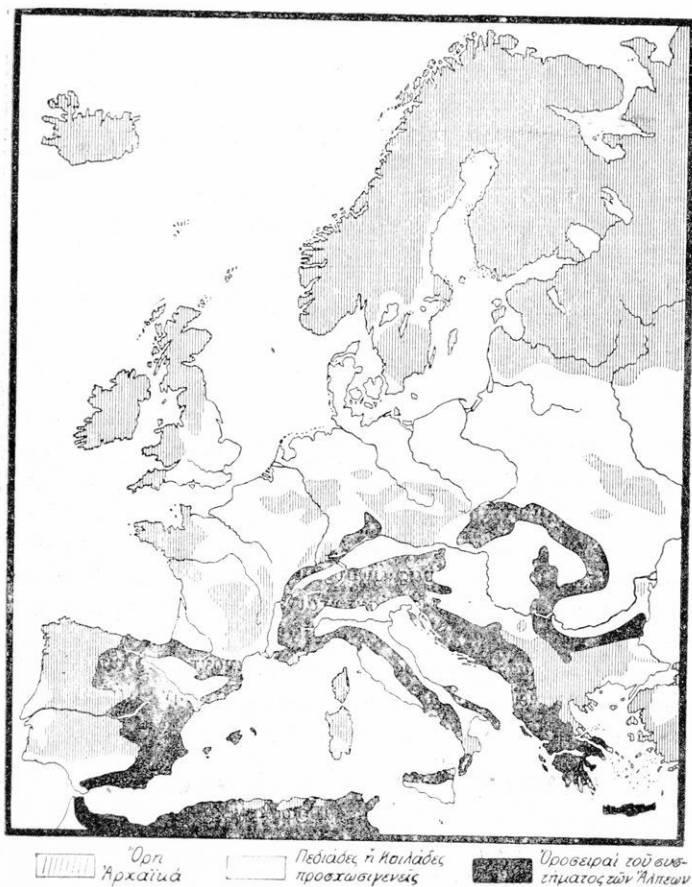 Ὄρη
Ἀρχαϊκά
Πεδιάδες ἢ Κοιλάδες
προσχωσιγενεῖς
Ὀροσειραὶ τοῦ συσ-
τήματος τῶν Ἄλπεων